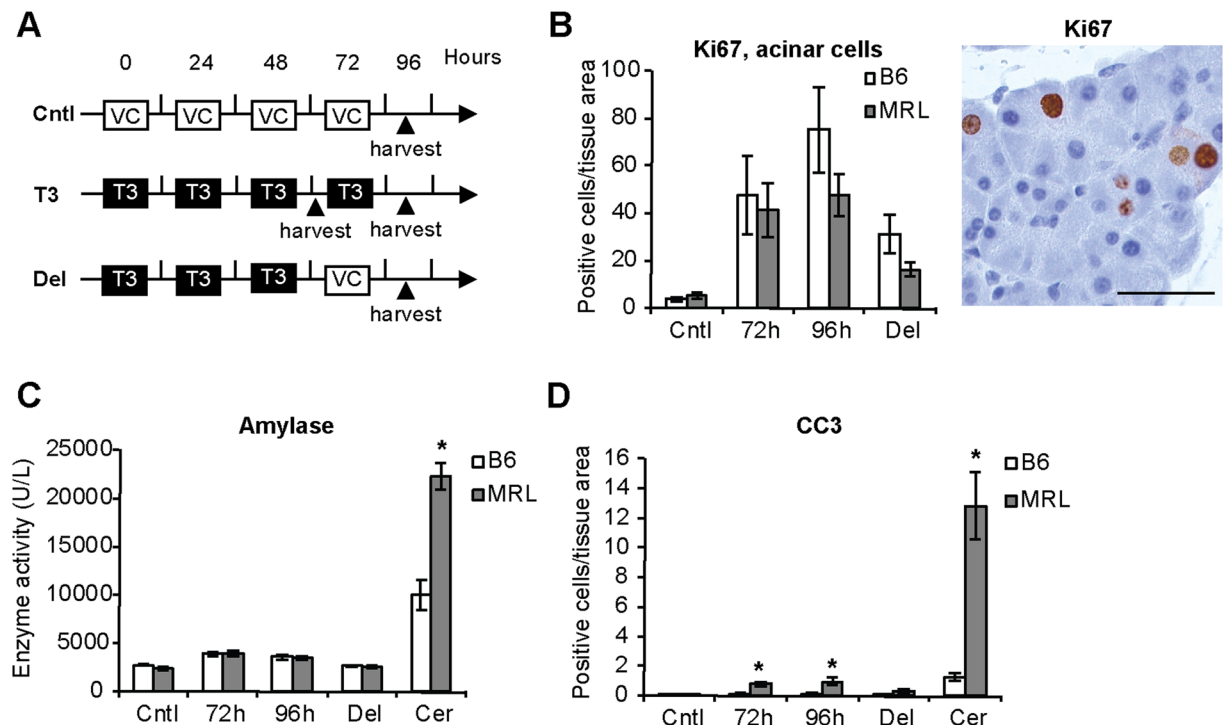 A
0 24 48 72 96 Hours
Cntl VC VC VC VC
harvest
T3 T3 T3 T3 T3
harvest harvest
Del T3 T3 T3 VC
harvest
B
Ki67, acinar cells
B6
MRL
Positive cells/tissue area
100
80
60
40
20
0
Cntl 72h 96h Del
Ki67
C
Amylase
B6
MRL
Enzyme activity (U/L)
25000
20000
15000
10000
5000
0
*
Cntl 72h 96h Del Cer
D
CC3
B6
MRL
Positive cells/tissue area
16
14
12
10
8
6
4
2
0
* * *
Cntl 72h 96h Del Cer